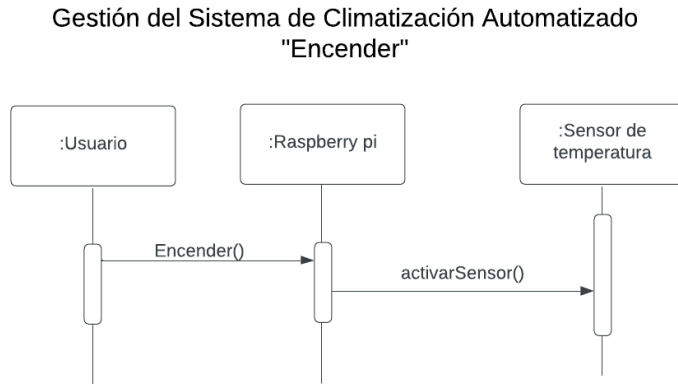 Gestión del Sistema de Climatización Automatizado
"Encender"
:Usuario
:Raspberry pi
:Sensor de
temperatura
Encender()
activarSensor()